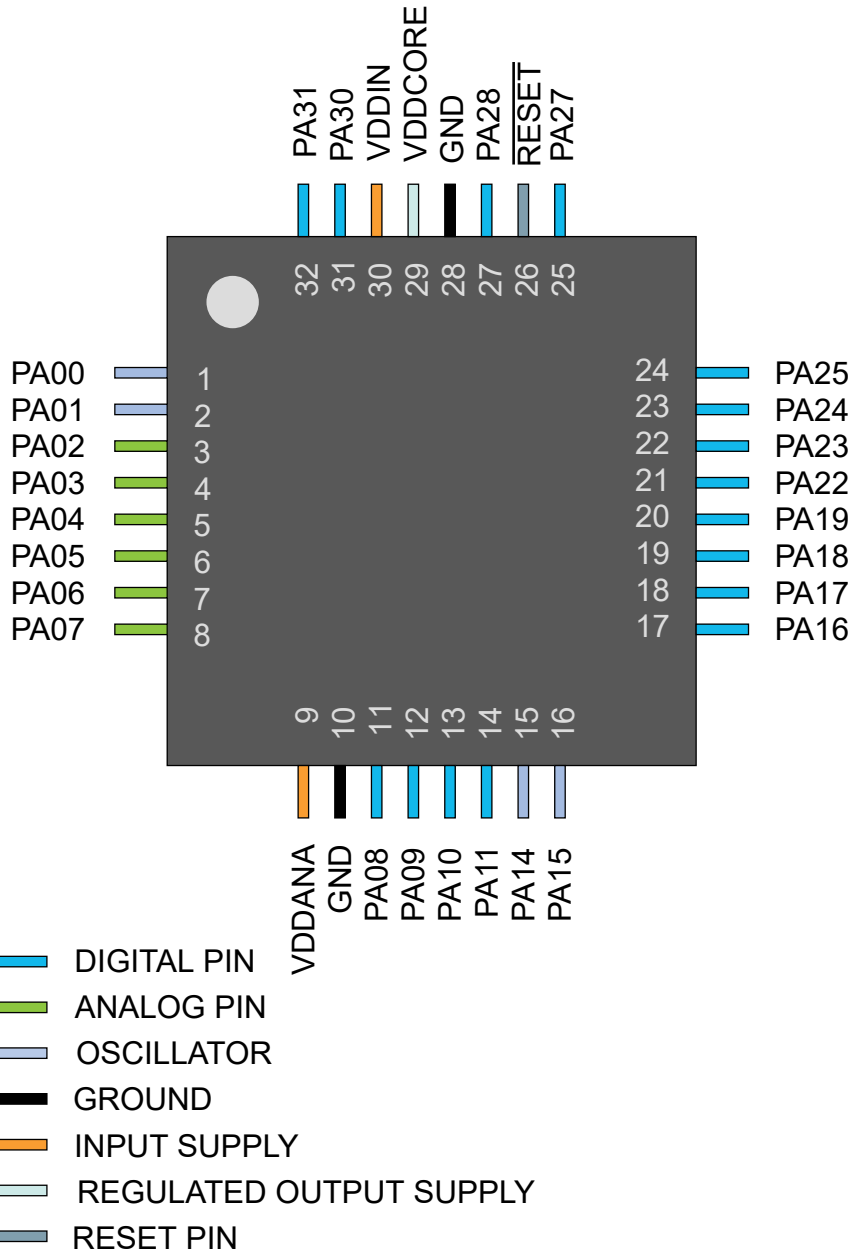 PA31
PA30
VDDIN
VDDCORE
GND
PA28
RESET
PA27
32
31
30
29
28
27
26
25
PA00 1
PA01 2
PA02 3
PA03 4
PA04 5
PA05 6
PA06 7
PA07 8
24 PA25
23 PA24
22 PA23
21 PA22
20 PA19
19 PA18
18 PA17
17 PA16
9
10
11
12
13
14
15
16
VDDANA
GND
PA08
PA09
PA10
PA11
PA14
PA15
DIGITAL PIN
ANALOG PIN
OSCILLATOR
GROUND
INPUT SUPPLY
REGULATED OUTPUT SUPPLY
RESET PIN